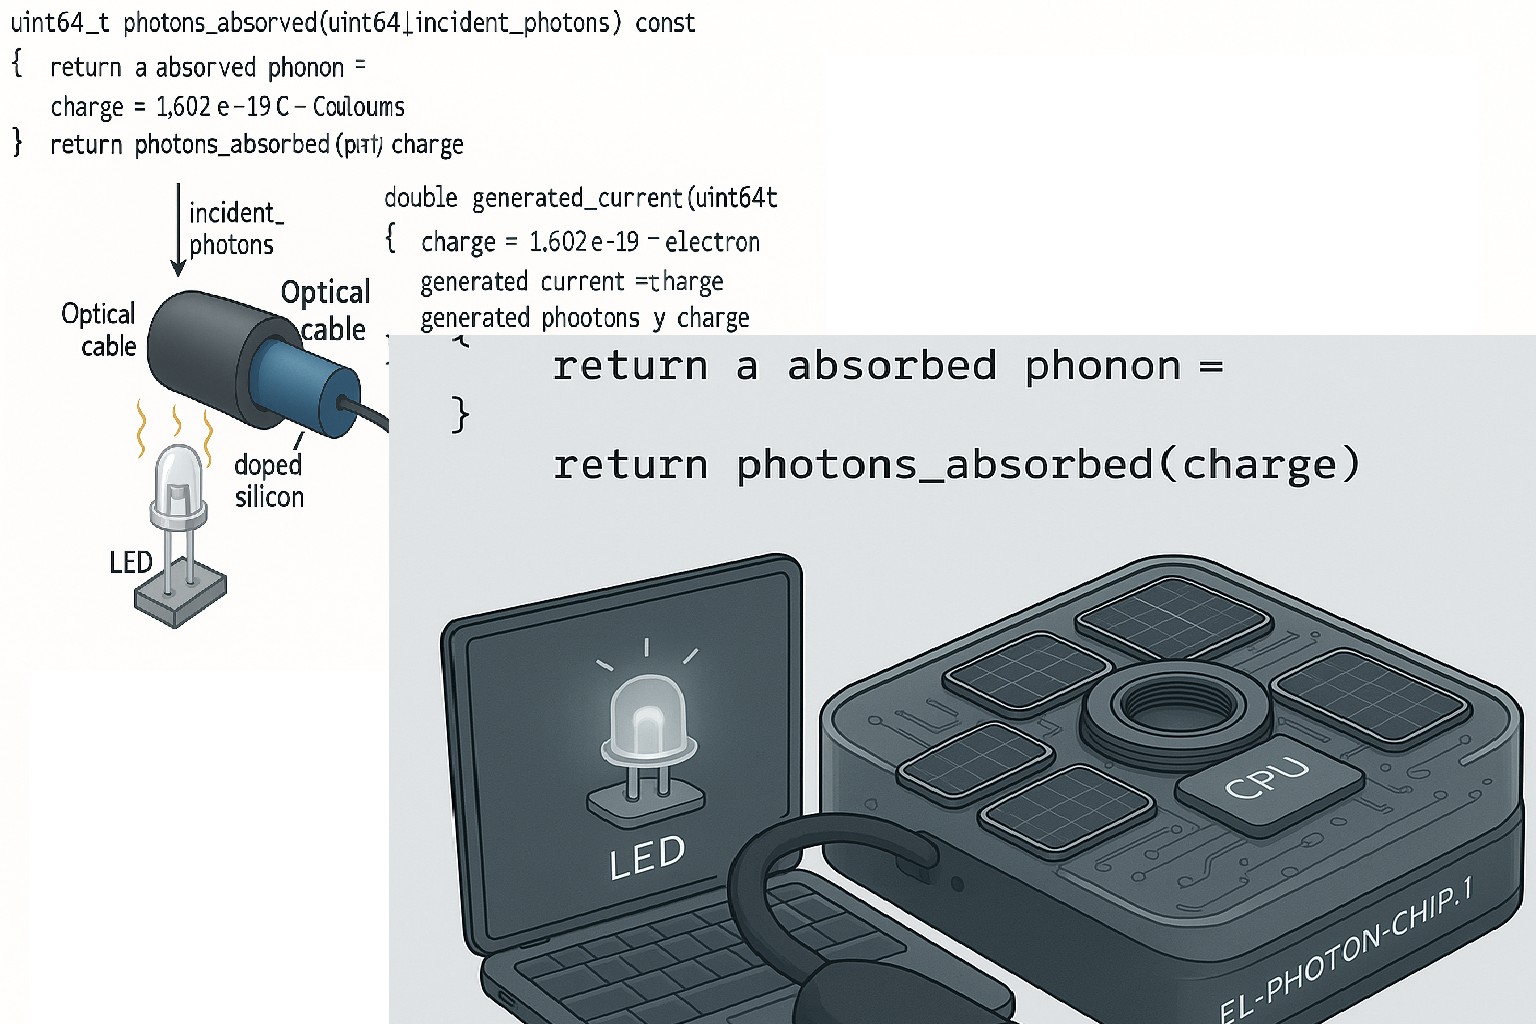 uint64_t photons_absorved(uint64|incident_photons) const
{ return a absorved phonon =
charge = 1,602 e-19 C - Couloums
} return photons_absorbed (pırt) charge
incident_
photons
Optical
cable
Optical
cable
doped
silicon
LED
double generated_current(uint64t
{ charge = 1.602e-19 - electron
generated current =tharge
generated phootons y charge
{
return a absorbed phonon =
}
return photons_absorbed(charge)
LED
CPU
EL-PHOTON-CHIP.1